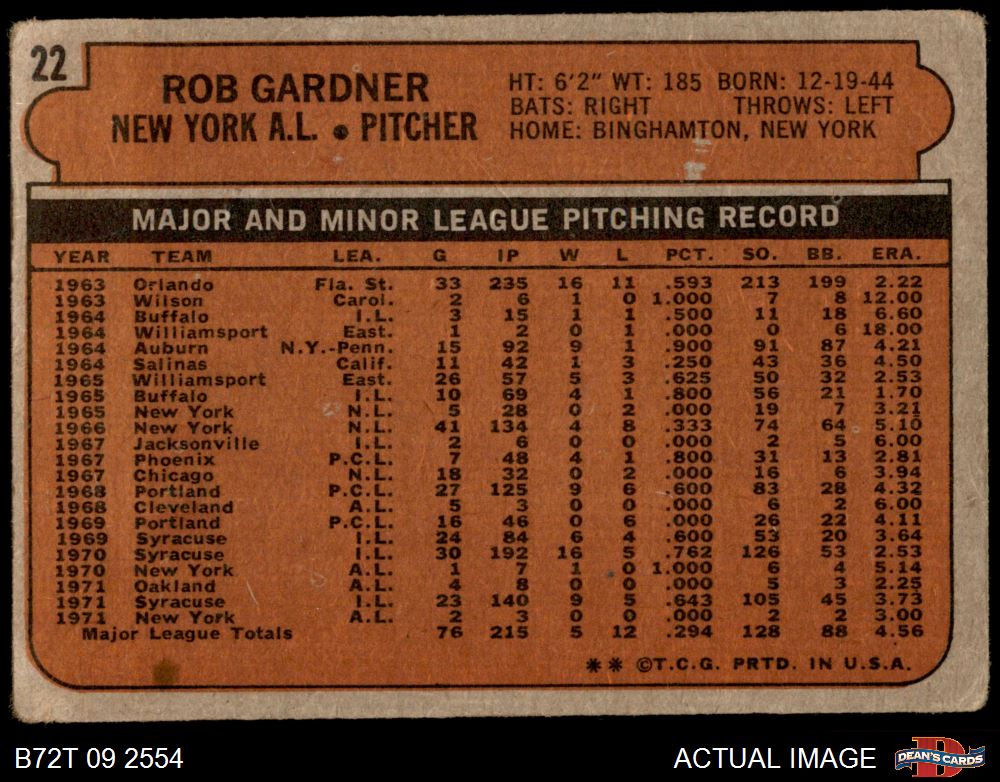 22
ROB GARDNER
NEW YORK A.L. • PITCHER
HT: 6'2" WT: 185 BORN: 12-19-44
BATS: RIGHT THROWS: LEFT
HOME: BINGHAMTON, NEW YORK
MAJOR AND MINOR LEAGUE PITCHING RECORD
YEAR TEAM LEA. G IP W L PCT. SO. BB. ERA.
1963 Orlando Fla. St. 33 235 16 11 .593 213 199 2.22
1963 Wilson Carol. 2 6 1 0 1.000 7 8 12.00
1964 Buffalo I.L. 3 15 1 1 .500 11 18 6.60
1964 Williamsport East. 1 2 0 1 .000 0 6 18.00
1964 Auburn N.Y.-Penn. 15 92 9 1 .900 91 87 4.21
1964 Salinas Calif. 11 42 1 3 .250 43 36 4.50
1965 Williamsport East. 26 57 5 3 .625 50 32 2.53
1965 Buffalo I.L. 10 69 4 1 .800 56 21 1.70
1965 New York N.L. 5 28 0 2 .000 19 7 3.21
1966 New York N.L. 41 134 4 8 .333 74 64 5.10
1967 Jacksonville I.L. 2 6 0 0 .000 2 5 6.00
1967 Phoenix P.C.L. 7 48 4 1 .800 31 13 2.81
1967 Chicago N.L. 18 32 0 2 .000 16 6 3.94
1968 Portland P.C.L. 27 125 9 6 .600 83 28 4.32
1968 Cleveland A.L. 5 3 0 0 .000 6 2 6.00
1969 Portland P.C.L. 16 46 0 6 .000 26 22 4.11
1969 Syracuse I.L. 24 84 6 4 .600 53 20 3.64
1970 Syracuse I.L. 30 192 16 5 .762 126 53 2.53
1970 New York A.L. 1 7 1 0 1.000 6 4 5.14
1971 Oakland A.L. 4 8 0 0 .000 5 3 2.25
1971 Syracuse I.L. 23 140 9 5 .643 105 45 3.73
1971 New York A.L. 2 3 0 0 .000 2 2 3.00
Major League Totals 76 215 5 12 .294 128 88 4.56
** ©T.C.G. PRTD. IN U.S.A.
B72T 09 2554
ACTUAL IMAGE
D
DEAN'S CARDS